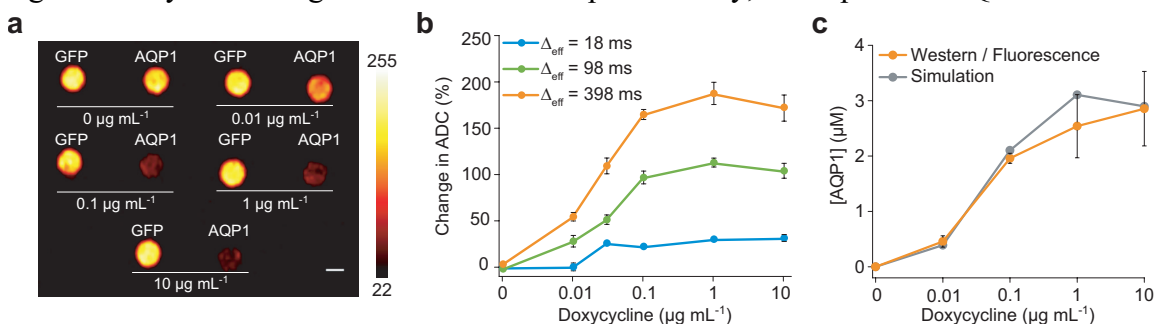 a
GFP AQP1 GFP AQP1
0 µg mL⁻¹ 0.01 µg mL⁻¹
GFP AQP1 GFP AQP1
0.1 µg mL⁻¹ 1 µg mL⁻¹
GFP AQP1
10 µg mL⁻¹
255
22
b
Δeff = 18 ms
Δeff = 98 ms
Δeff = 398 ms
Change in ADC (%)
250
200
150
100
50
0
0 0.01 0.1 1 10
Doxycycline (µg mL⁻¹)
c
Western / Fluorescence
Simulation
[AQP1] (µM)
4
3
2
1
0
0 0.01 0.1 1 10
Doxycycline (µg mL⁻¹)